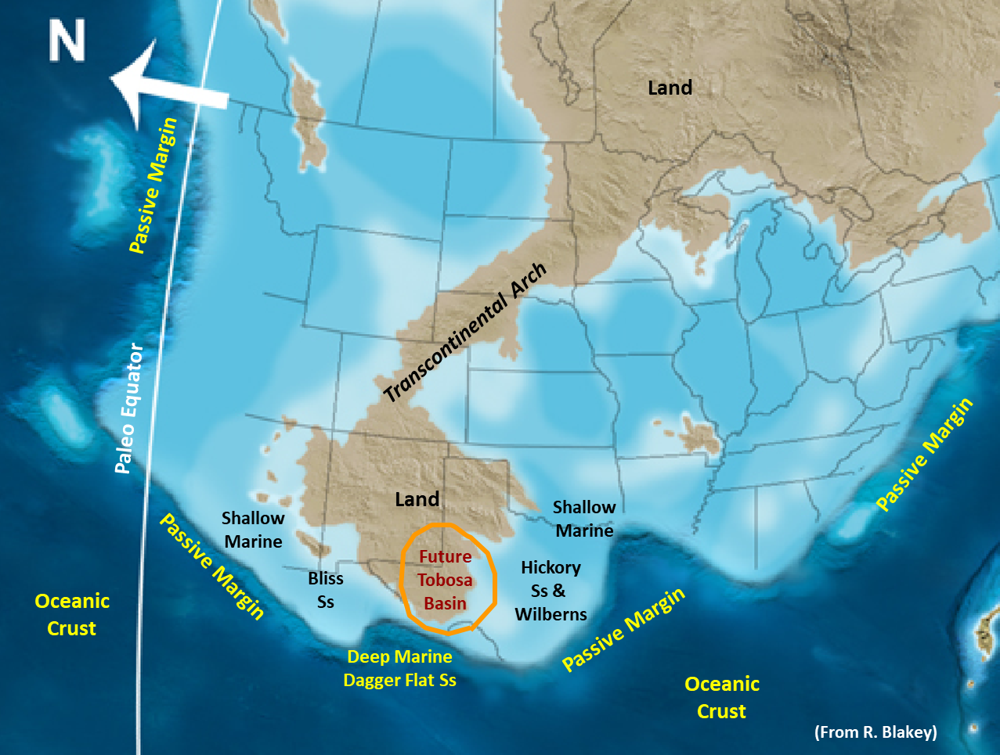 N
Land
Passive Margin
Transcontinental Arch
Paleo Equator
Passive Margin
Land
Shallow
Marine
Shallow
Marine
Passive Margin
Future
Tobosa
Basin
Hickory
Ss &
Wilberns
Bliss
Ss
Oceanic
Crust
Passive Margin
Deep Marine
Dagger Flat Ss
Oceanic
Crust
(From R. Blakey)